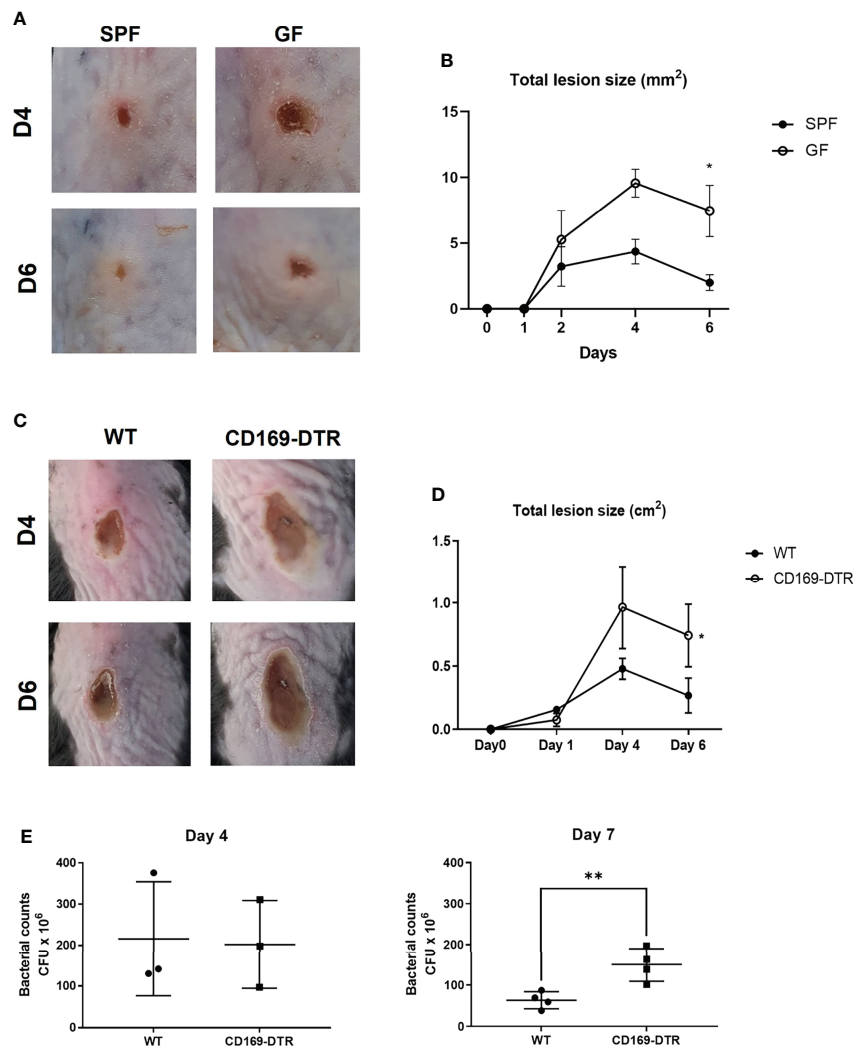 A
SPF GF
D4
D6
B
Total lesion size (mm²)
15
10
5
0
*
0 1 2 4 6
Days
SPF
GF
C
WT CD169-DTR
D4
D6
D
Total lesion size (cm²)
1.5
1.0
0.5
0.0
*
Day0 Day 1 Day 4 Day 6
WT
CD169-DTR
E
Day 4
Bacterial counts
CFU x 10⁶
400
300
200
100
0
WT CD169-DTR
Day 7
Bacterial counts
CFU x 10⁶
400
300
200
100
0
**
WT CD169-DTR